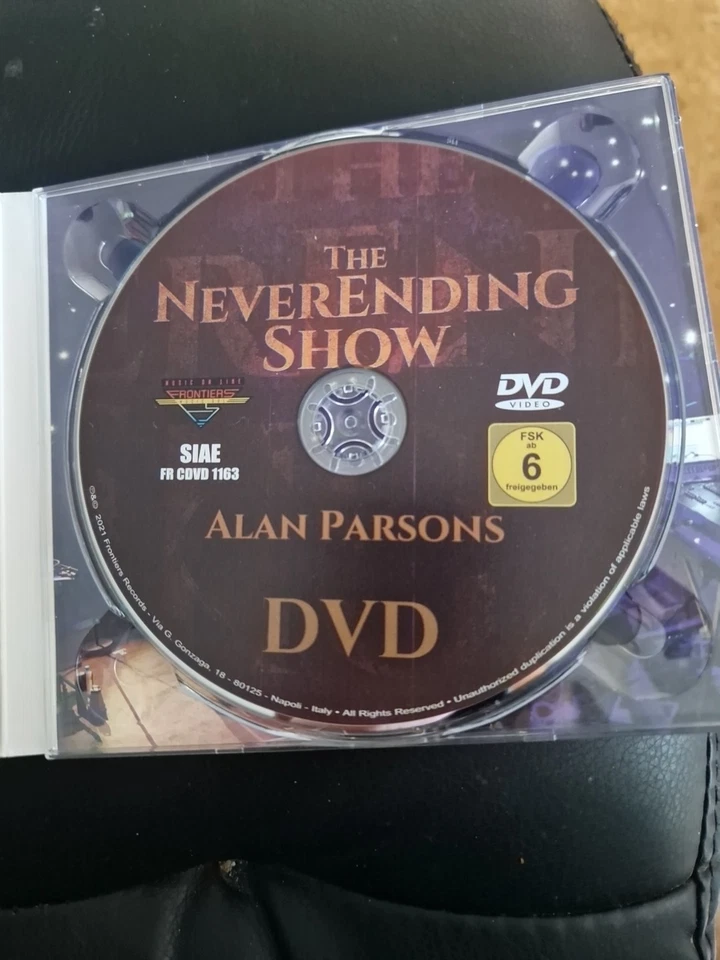 THE
NEVERENDING
SHOW
MUSIC ON LINE
FRONTIERS
SIAE
FR CDVD 1163
DVD
VIDEO
FSK
ab
6
freigegeben
ALAN PARSONS
DVD
℗&© 2021 Frontiers Records - Via G. Gonzaga, 18 - 80125 - Napoli - Italy • All Rights Reserved • Unauthorized duplication is a violation of applicable laws